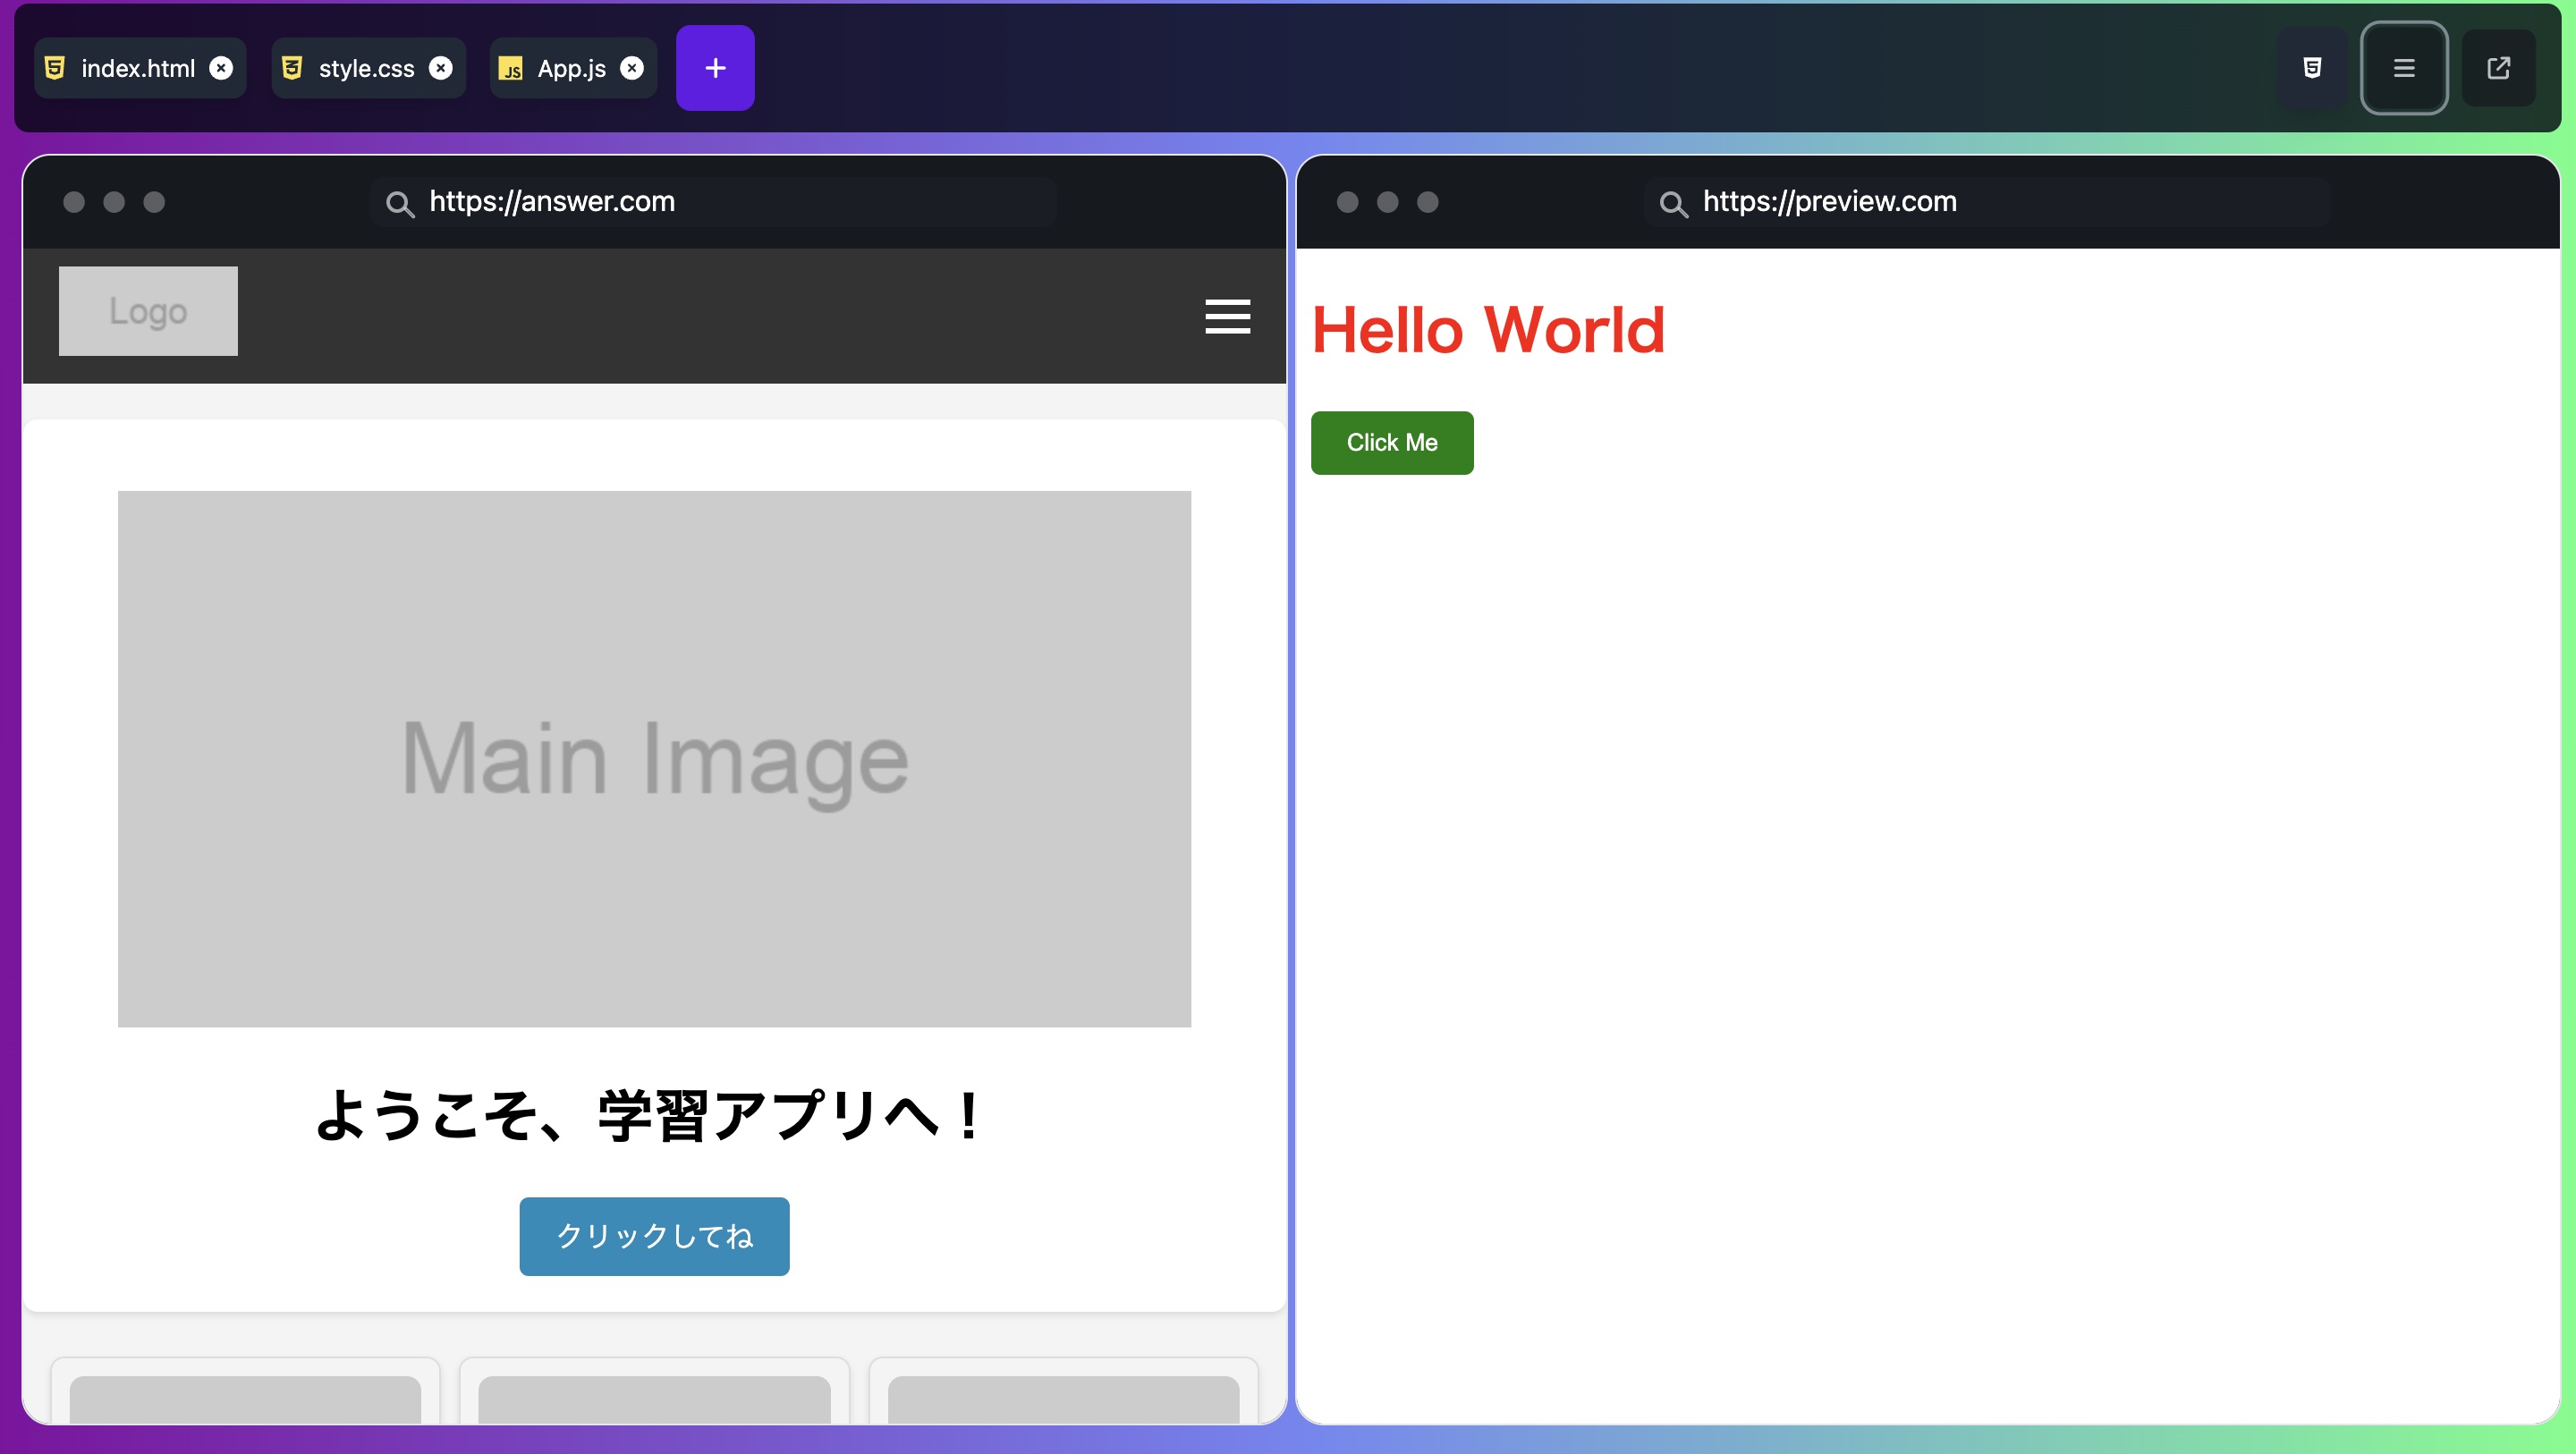 index.html
style.css
JS
App.js
+
https://answer.com
Logo
Main Image
ようこそ、学習アプリへ！
クリックしてね
https://preview.com
Hello World
Click Me